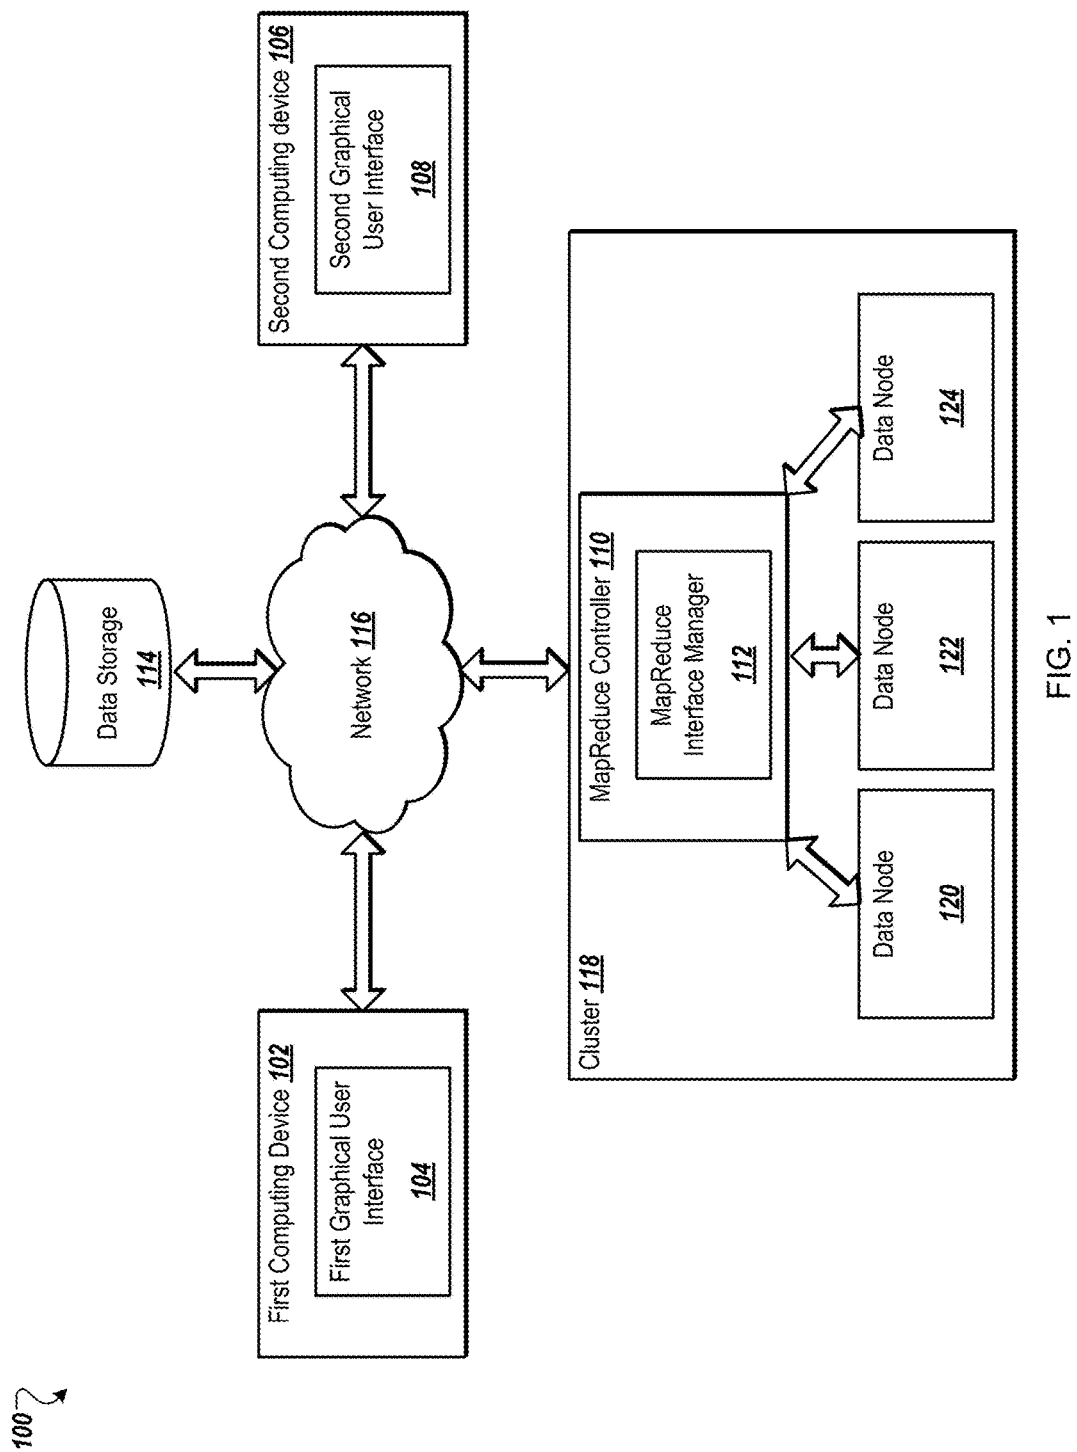 100
Data Storage
114
First Computing Device 102
First Graphical User
Interface
104
Network 116
Second Computing device 106
Second Graphical
User Interface
108
Cluster 118
MapReduce Controller 110
MapReduce
Interface Manager
112
Data Node
120
Data Node
122
Data Node
124
FIG. 1